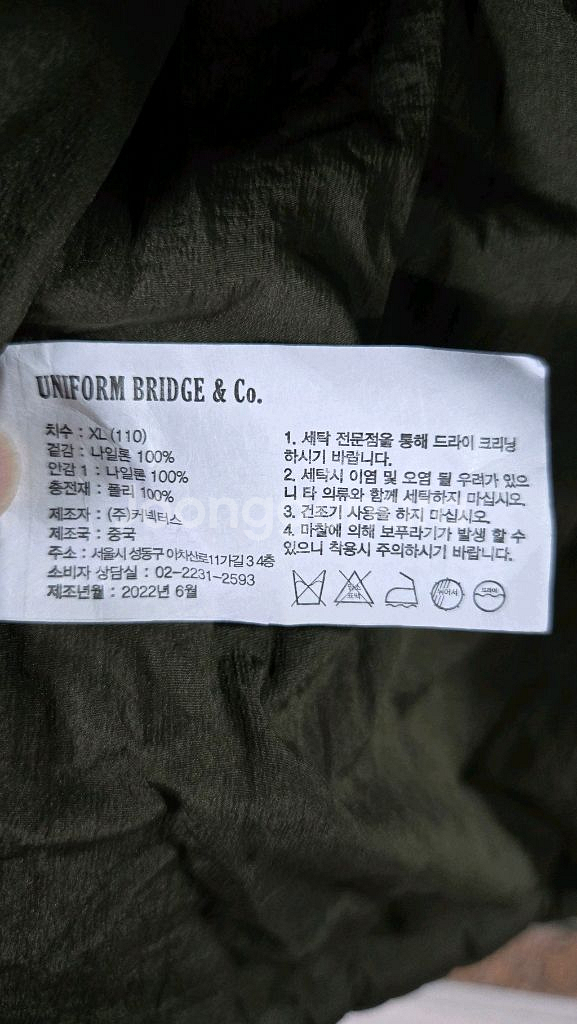 UNIFORM BRIDGE & Co.
치수 : XL (110)
겉감 : 나일론 100%
안감 1 : 나일론 100%
충전재 : 폴리 100%
제조자 : (주)커넥터스
제조국 : 중국
주소 : 서울시 성동구 아차산로11가길 3 4층
소비자 상담실 : 02-2231-2593
제조년월 : 2022년 6월
1. 세탁 전문점을 통해 드라이 크리닝
하시기 바랍니다.
2. 세탁시 이염 및 오염 될 우려가 있으
니 타 의류와 함께 세탁하지 마십시오.
3. 건조기 사용을 하지 마십시오.
4. 마찰에 의해 보푸라기가 발생 할 수
있으니 착용시 주의하시기 바랍니다.
드라이